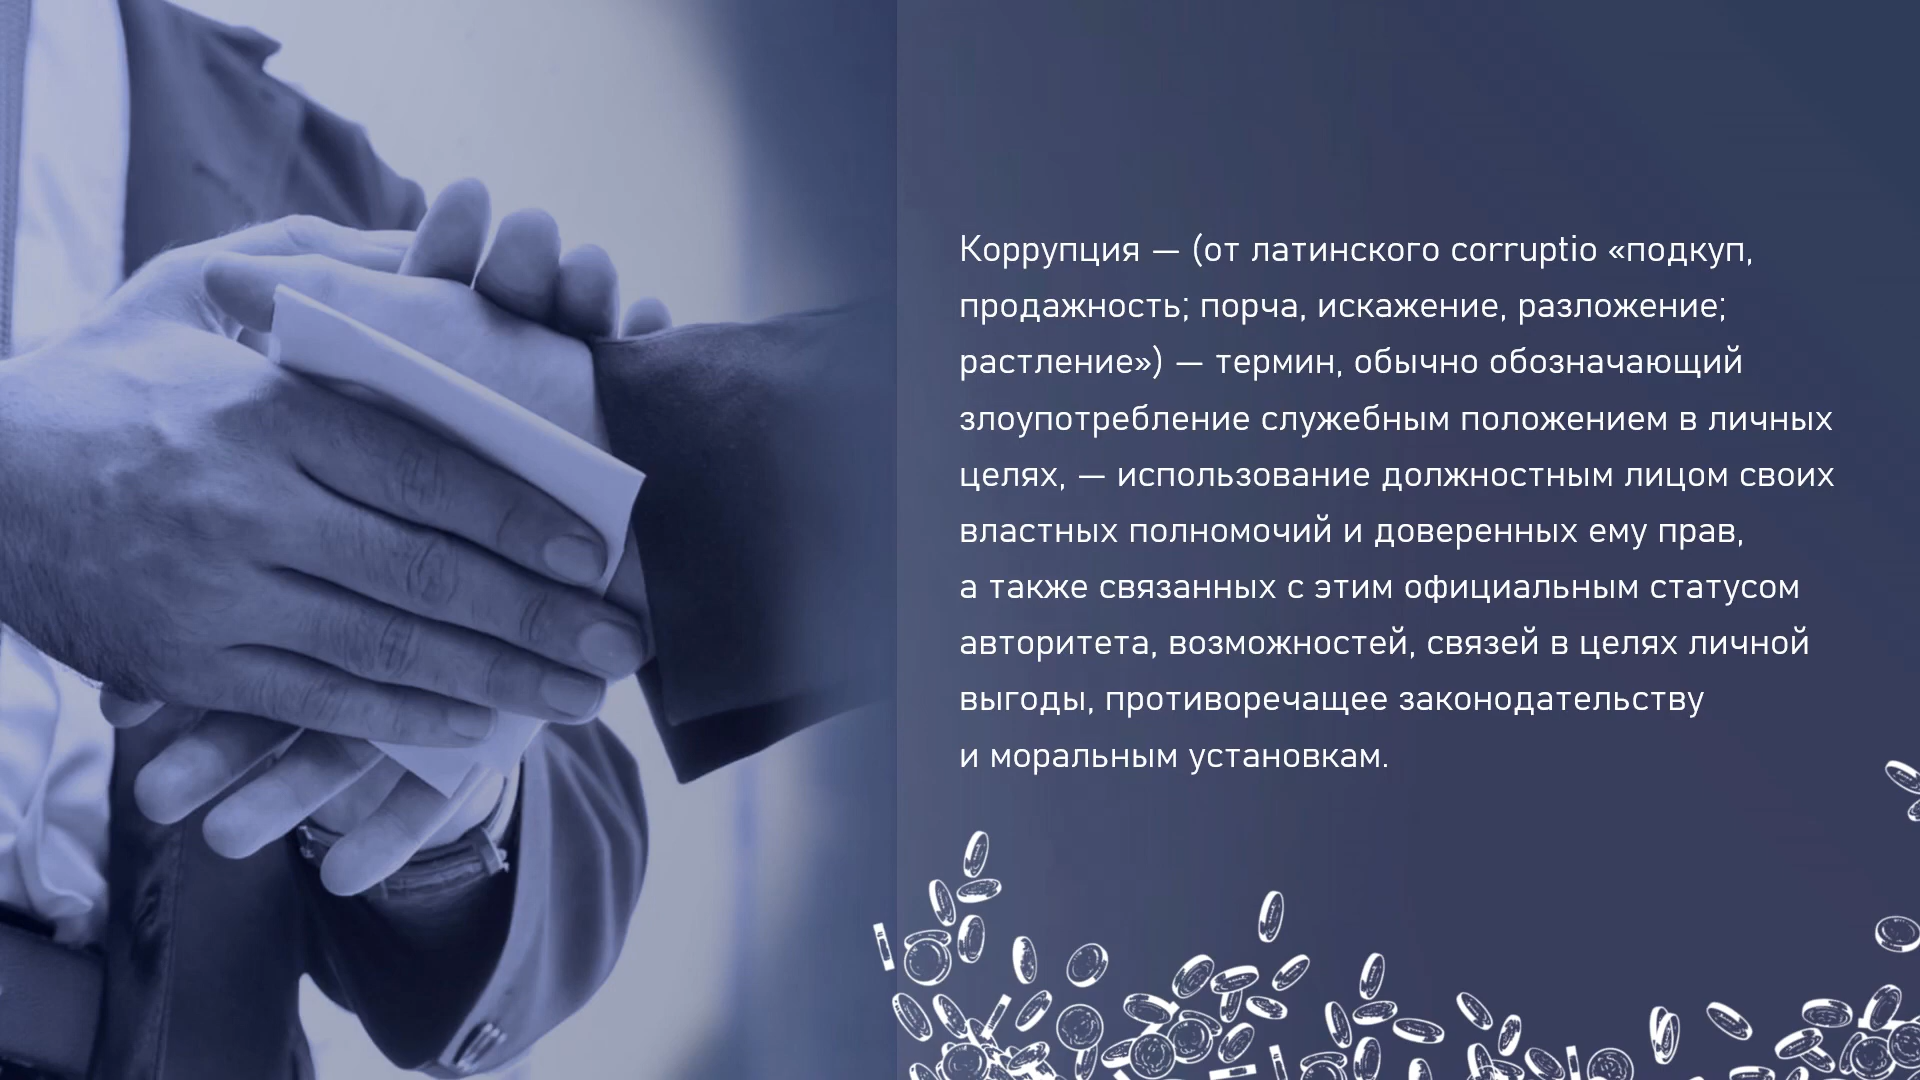 Коррупция — (от латинского corruptio «подкуп,
продажность; порча, искажение, разложение;
растление») — термин, обычно обозначающий
злоупотребление служебным положением в личных
целях, — использование должностным лицом своих
властных полномочий и доверенных ему прав,
а также связанных с этим официальным статусом
авторитета, возможностей, связей в целях личной
выгоды, противоречащее законодательству
и моральным установкам.